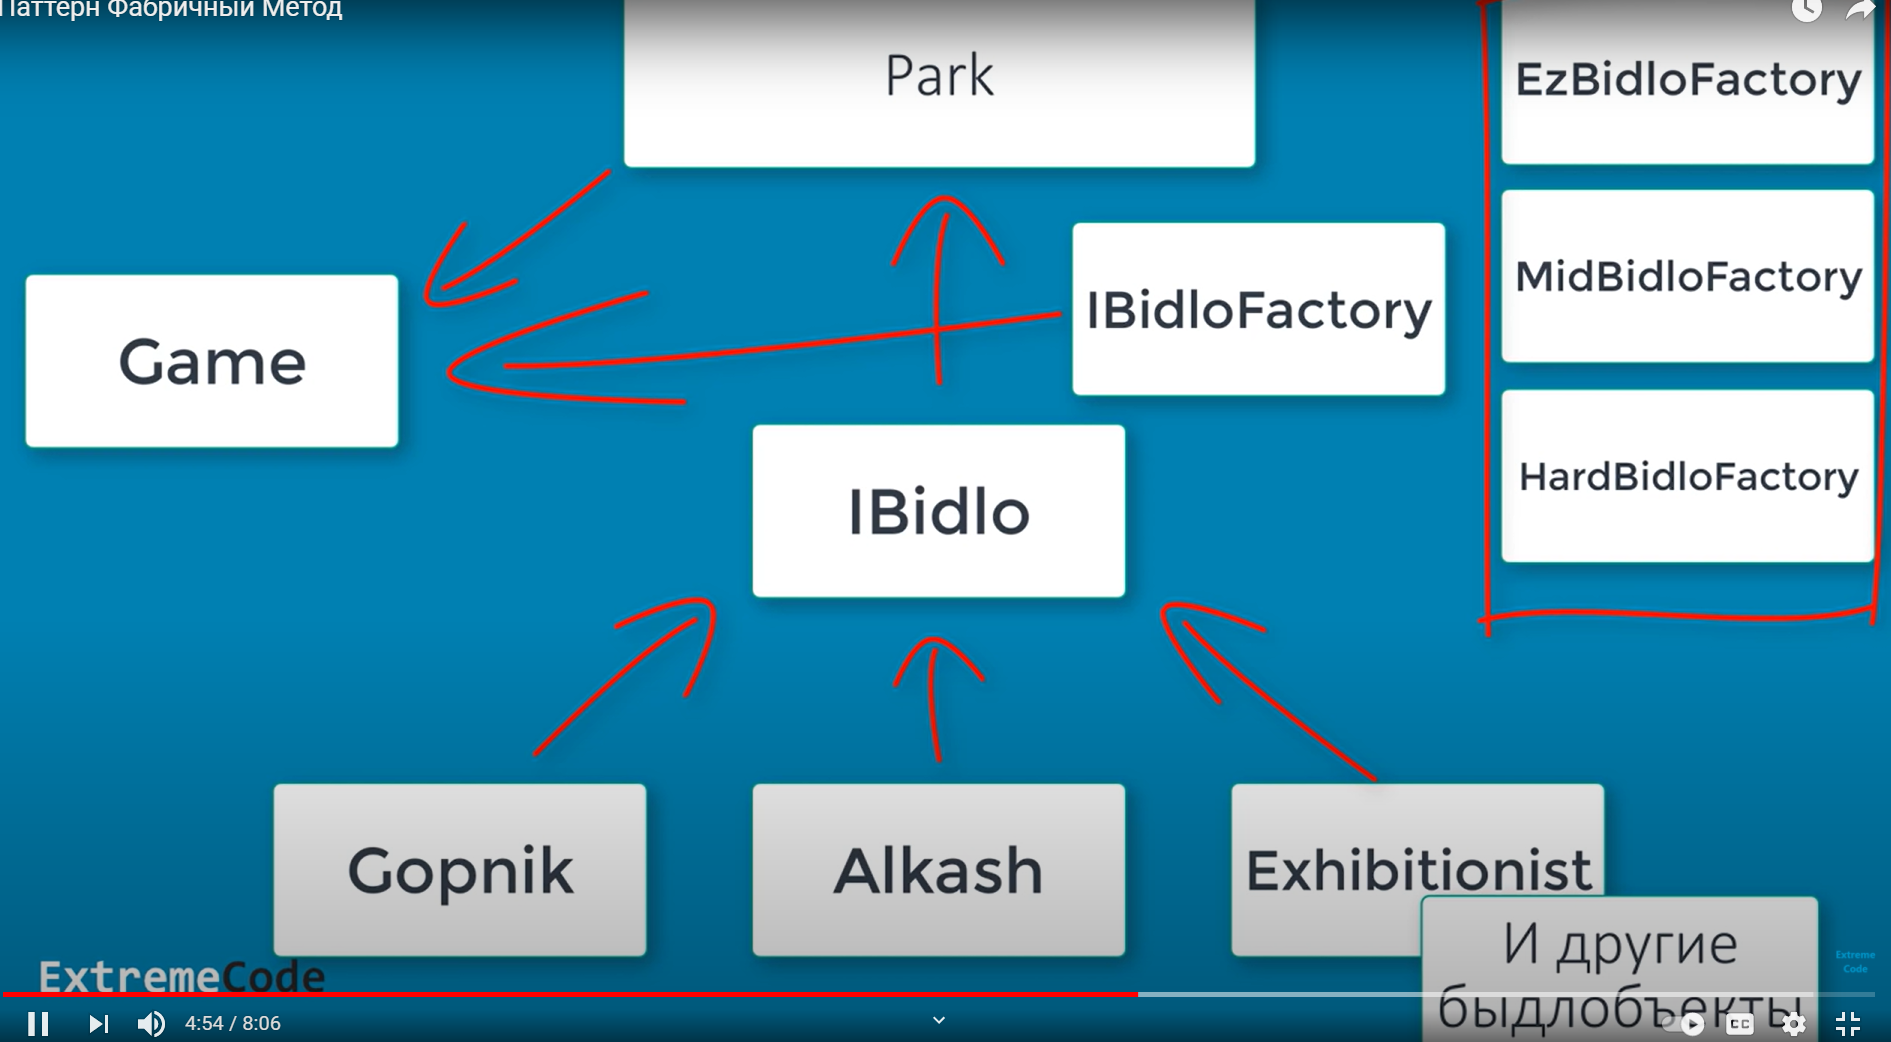 Паттерн Фабричный Метод
Park
EzBidloFactory
MidBidloFactory
IBidloFactory
Game
HardBidloFactory
IBidlo
Gopnik
Alkash
Exhibitionist
И другие
быдлобъекты
ExtremeCode
Extreme
Code
4:54 / 8:06
CC